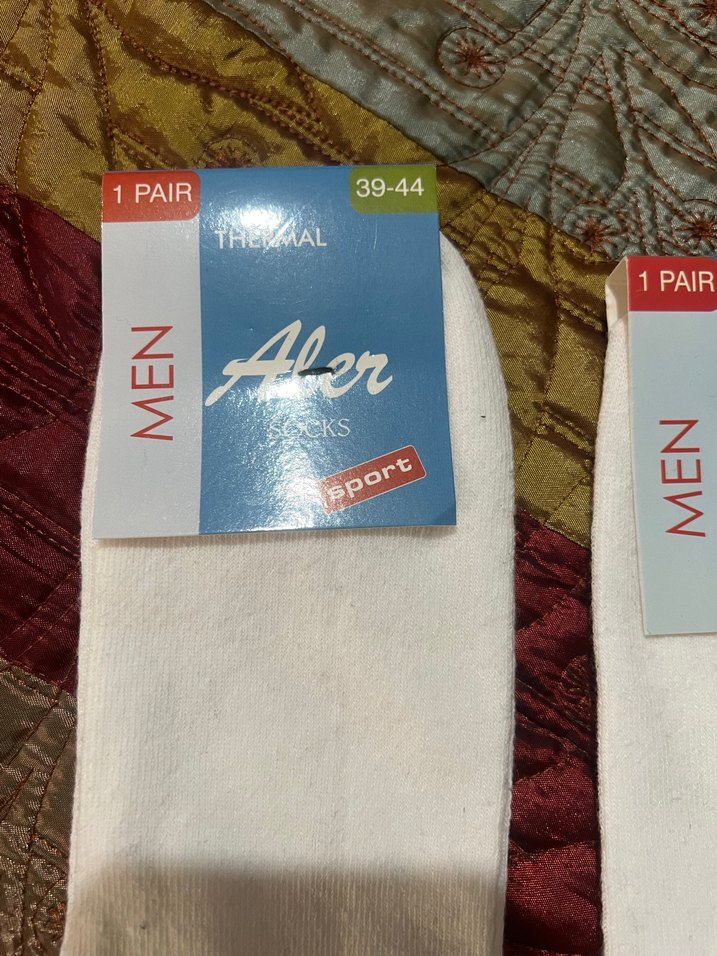 1 PAIR
39-44
THERMAL
MEN
Aler
SOCKS
sport
1 PAIR
MEN